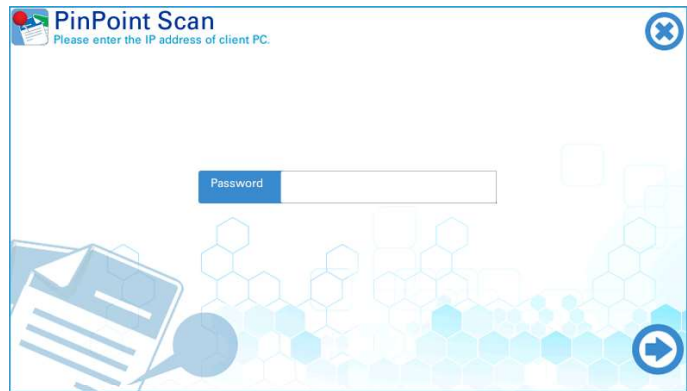 PinPoint Scan
Please enter the IP address of client PC.
Password